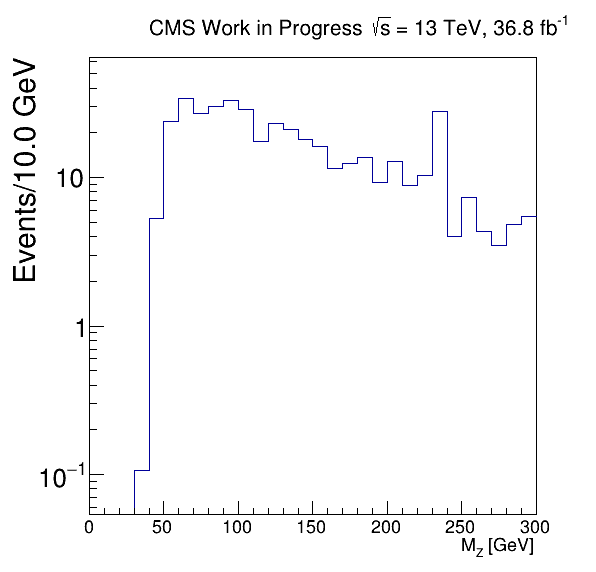 CMS Work in Progress √s = 13 TeV, 36.8 fb⁻¹
Events/10.0 GeV
10
1
10⁻¹
0 50 100 150 200 250 300
M_Z [GeV]